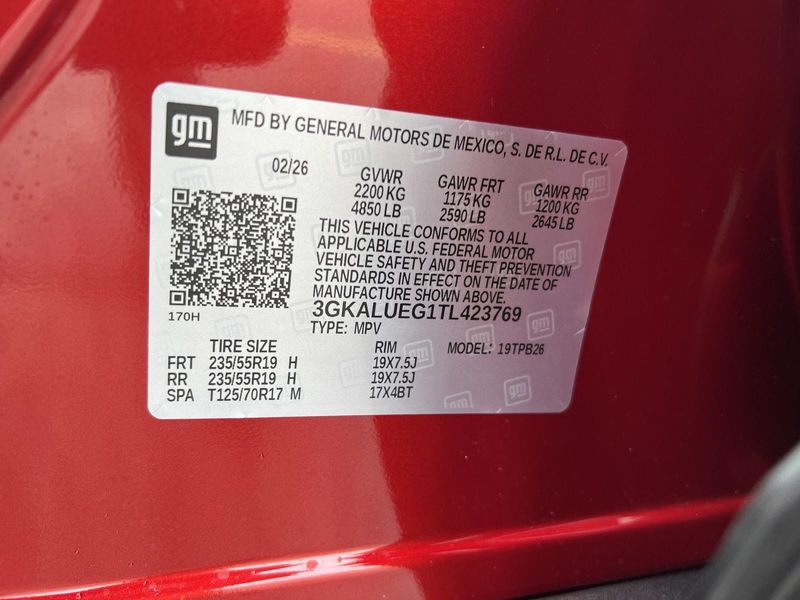 gm MFD BY GENERAL MOTORS DE MEXICO, S. DE R.L. DE C.V.
02/26 GVWR GAWR FRT GAWR RR
2200 KG 1175 KG 1200 KG
4850 LB 2590 LB 2645 LB
THIS VEHICLE CONFORMS TO ALL
APPLICABLE U.S. FEDERAL MOTOR
VEHICLE SAFETY AND THEFT PREVENTION
STANDARDS IN EFFECT ON THE DATE OF
MANUFACTURE SHOWN ABOVE.
170H 3GKALUEG1TL423769
TYPE: MPV
TIRE SIZE RIM MODEL: 19TPB26
FRT 235/55R19 H 19X7.5J
RR 235/55R19 H 19X7.5J
SPA T125/70R17 M 17X4BT